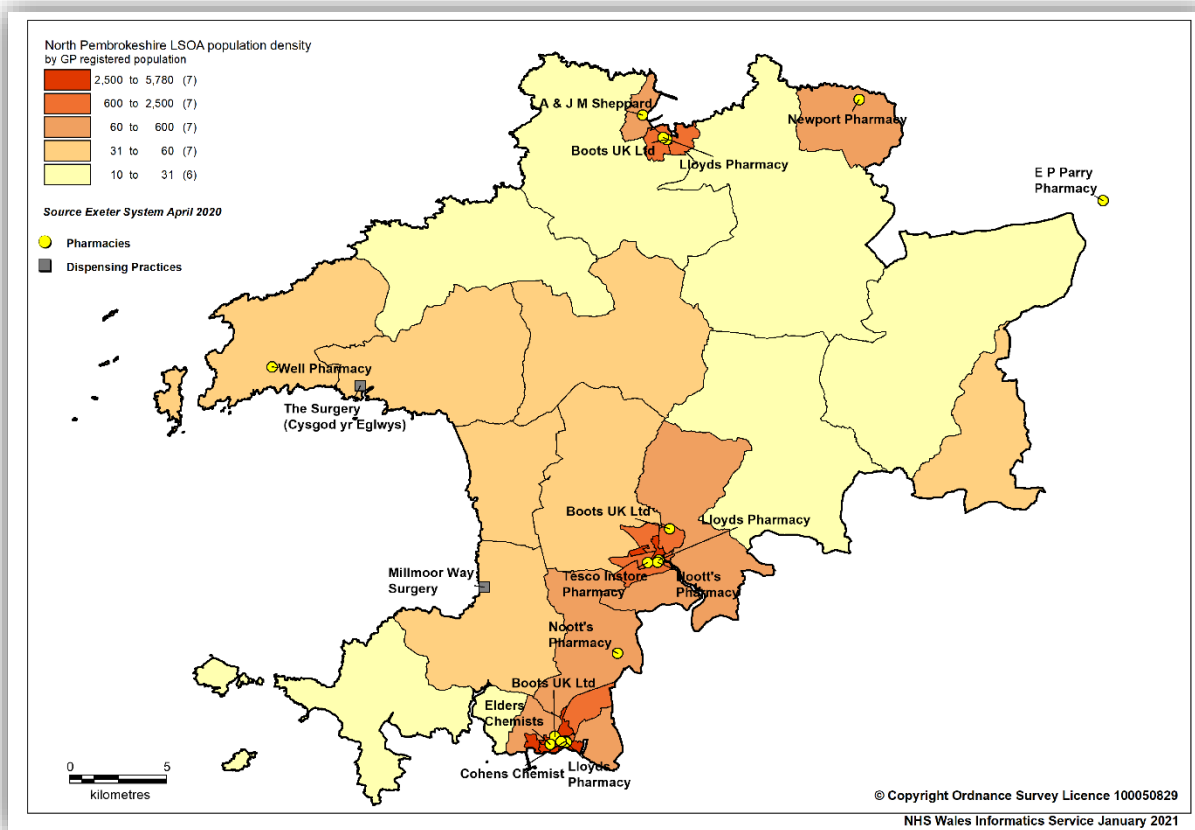 North Pembrokeshire LSOA population density
by GP registered population
2,500 to 5,780 (7)
600 to 2,500 (7)
60 to 600 (7)
31 to 60 (7)
10 to 31 (6)
Source Exeter System April 2020
Pharmacies
Dispensing Practices
A & J M Sheppard
Newport Pharmacy
Boots UK Ltd
Lloyds Pharmacy
E P Parry
Pharmacy
Well Pharmacy
The Surgery
(Cysgod yr Eglwys)
Boots UK Ltd
Lloyds Pharmacy
Millmoor Way
Surgery
Tesco Instore
Pharmacy
Noott's
Pharmacy
Noott's
Pharmacy
Boots UK Ltd
Elders
Chemists
Cohens Chemist
Lloyds
Pharmacy
0 5
kilometres
© Copyright Ordnance Survey Licence 100050829
NHS Wales Informatics Service January 2021